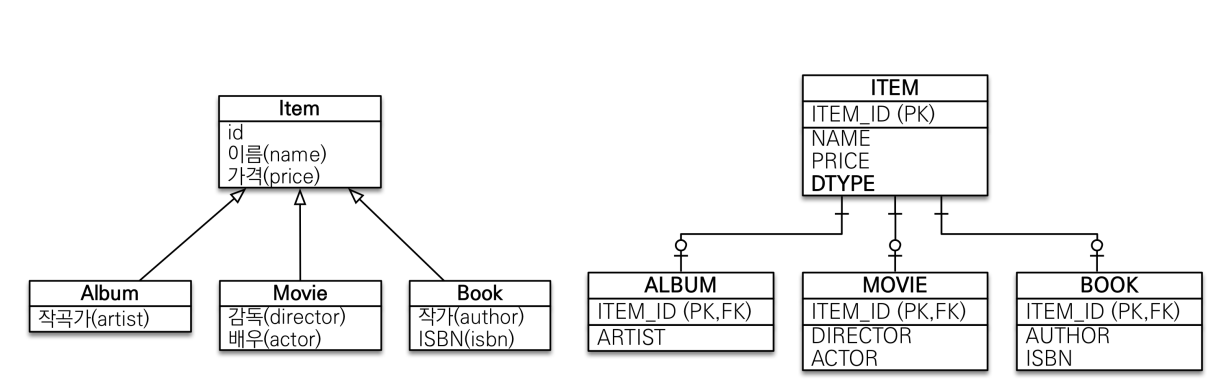 Item
id
이름(name)
가격(price)
Album
작곡가(artist)
Movie
감독(director)
배우(actor)
Book
작가(author)
ISBN(isbn)
ITEM
ITEM_ID (PK)
NAME
PRICE
DTYPE
ALBUM
ITEM_ID (PK,FK)
ARTIST
MOVIE
ITEM_ID (PK,FK)
DIRECTOR
ACTOR
BOOK
ITEM_ID (PK,FK)
AUTHOR
ISBN